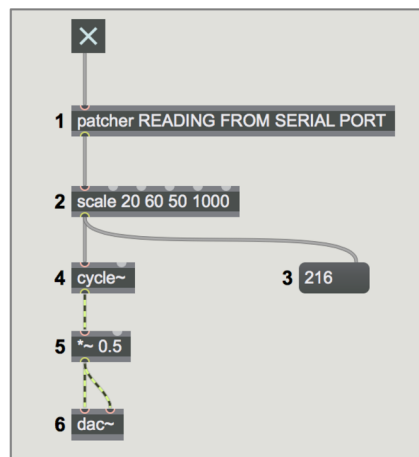 1 patcher READING FROM SERIAL PORT
2 scale 20 60 50 1000
4 cycle~
3 216
5 *~ 0.5
6 dac~